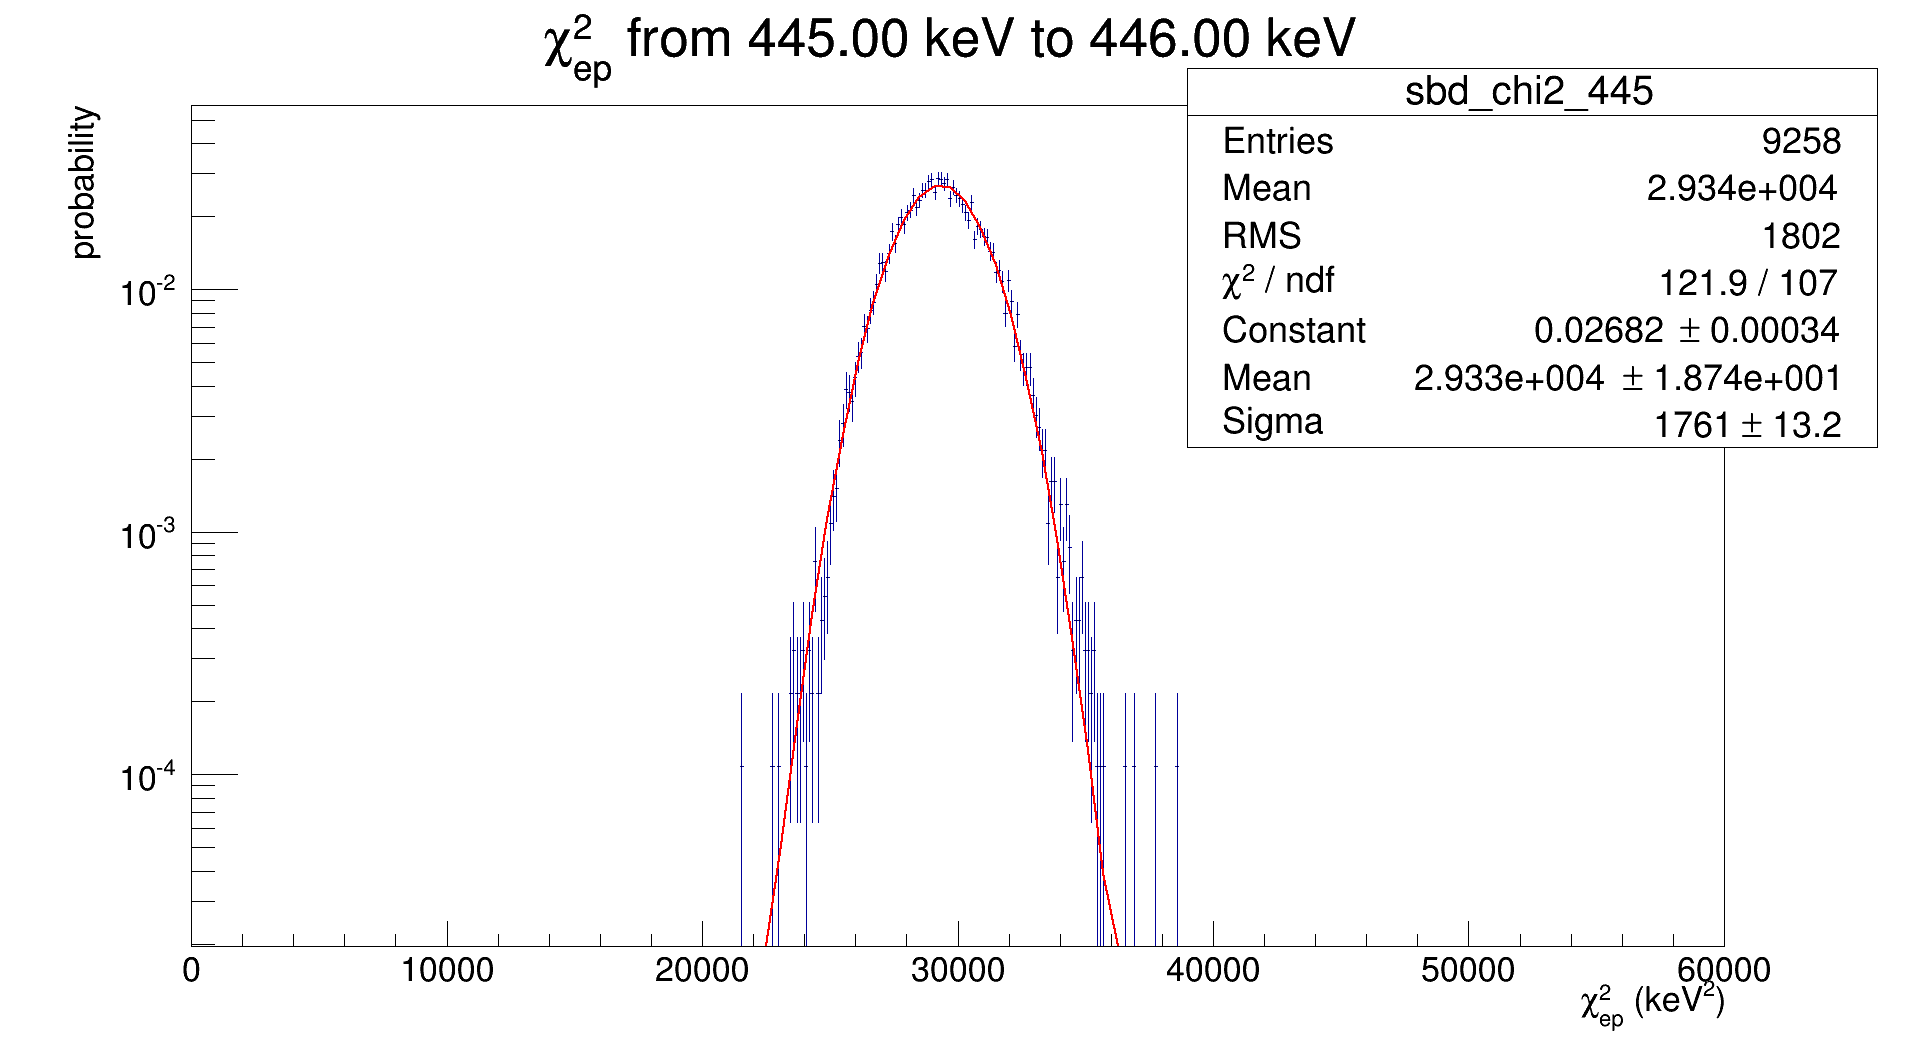 χ²ep from 445.00 keV to 446.00 keV
sbd_chi2_445
Entries 9258
Mean 2.934e+004
RMS 1802
χ² / ndf 121.9 / 107
Constant 0.02682 ± 0.00034
Mean 2.933e+004 ± 1.874e+001
Sigma 1761 ± 13.2
probability
10⁻²
10⁻³
10⁻⁴
0 10000 20000 30000 40000 50000 60000
χ²ep (keV²)